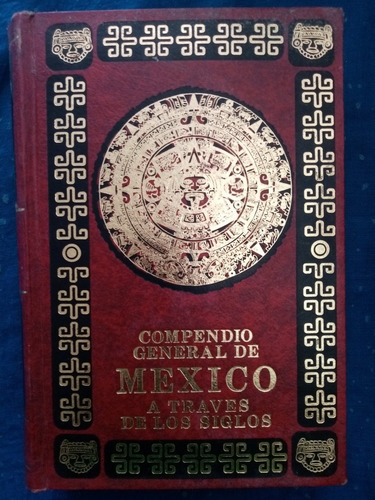 COMPENDIO
GENERAL DE
MEXICO
A TRAVES
DE LOS SIGLOS